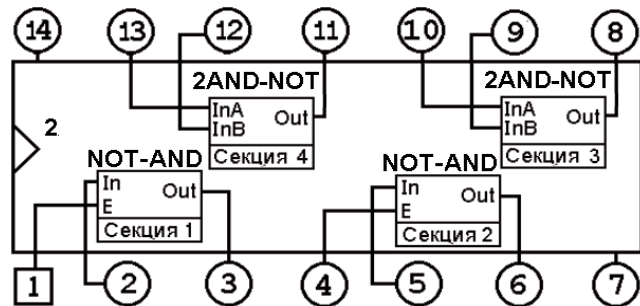 14 13 12 11 10 9 8
2AND-NOT 2AND-NOT
InA Out InA Out
InB InB
2
Секция 4 Секция 3
NOT-AND NOT-AND
In Out In Out
E E
Секция 1 Секция 2
1 2 3 4 5 6 7